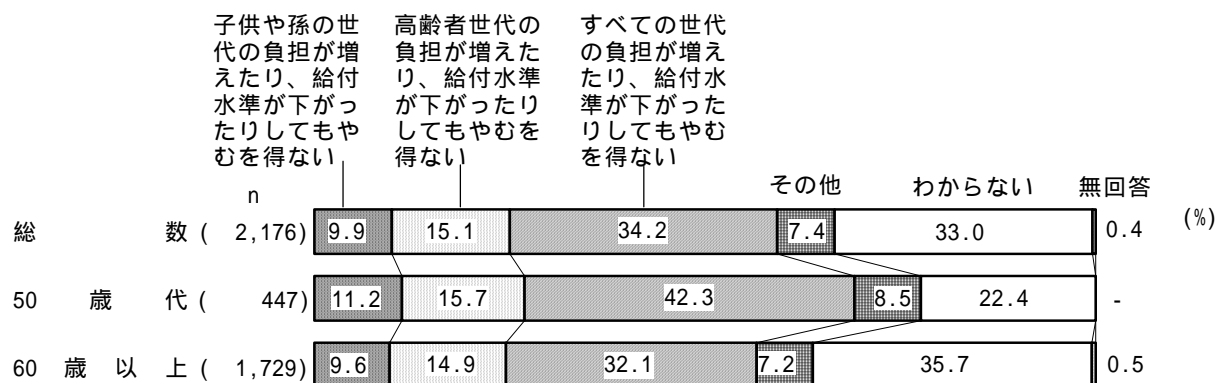 子供や孫の世代の負担が増えたり、給付水準が下がったりしてもやむを得ない
高齢者世代の負担が増えたり、給付水準が下がったりしてもやむを得ない
すべての世代の負担が増えたり、給付水準が下がったりしてもやむを得ない
その他
わからない
無回答
n
(%)
総数( 2,176) 9.9 15.1 34.2 7.4 33.0 0.4
50歳代( 447) 11.2 15.7 42.3 8.5 22.4 -
60歳以上( 1,729) 9.6 14.9 32.1 7.2 35.7 0.5